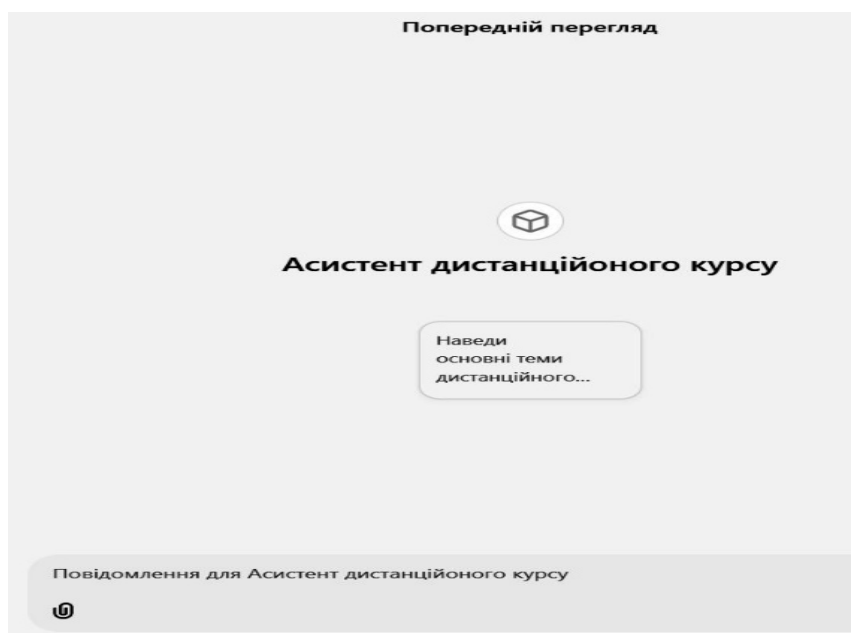 Попередній перегляд
Асистент дистанційоного курсу
Наведи
основні теми
дистанційного...
Повідомлення для Асистент дистанційоного курсу